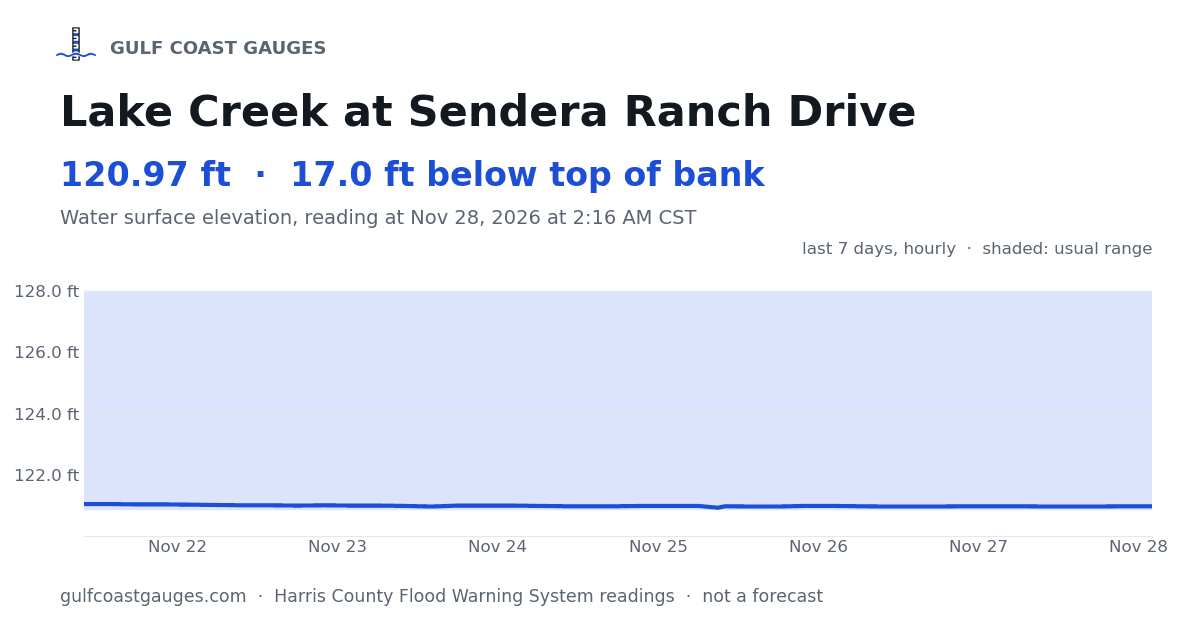 GULF COAST GAUGES
Lake Creek at Sendera Ranch Drive
120.97 ft · 17.0 ft below top of bank
Water surface elevation, reading at Nov 28, 2026 at 2:16 AM CST
last 7 days, hourly · shaded: usual range
128.0 ft
126.0 ft
124.0 ft
122.0 ft
Nov 22 Nov 23 Nov 24 Nov 25 Nov 26 Nov 27 Nov 28
gulfcoastgauges.com · Harris County Flood Warning System readings · not a forecast